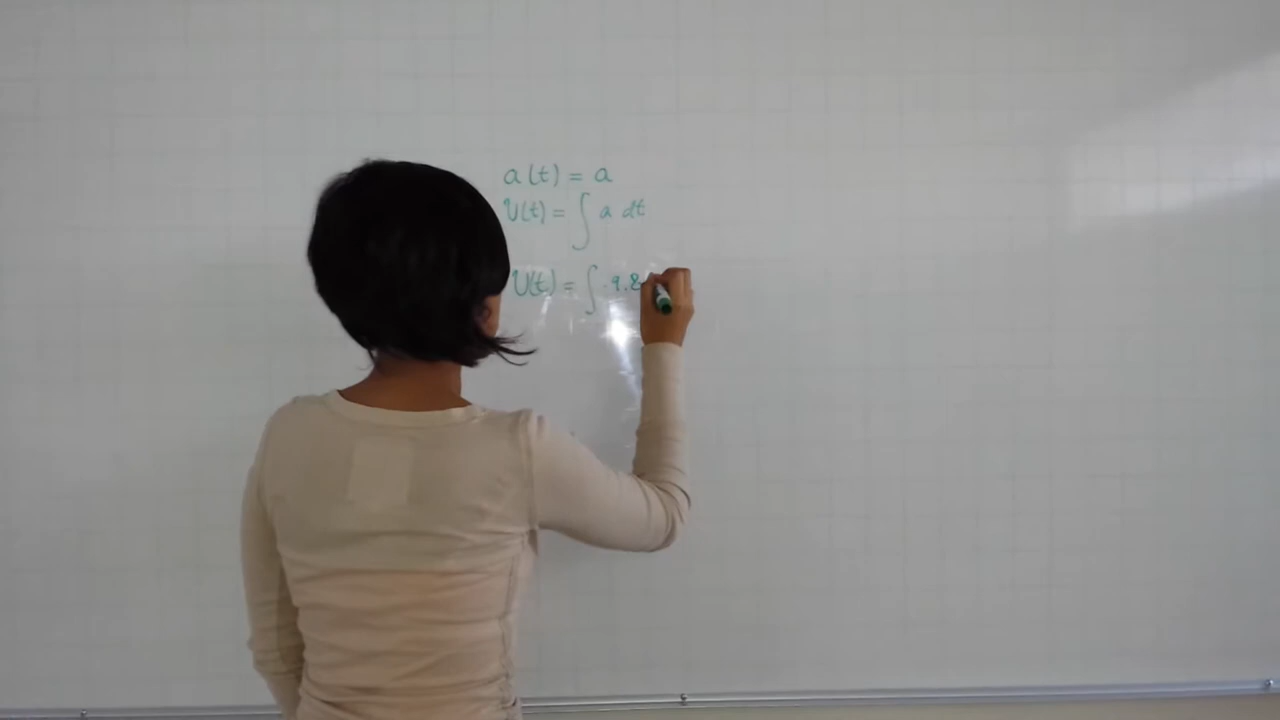 a(t) = a
v(t) = ∫ a dt
v(t) = ∫ -9.8